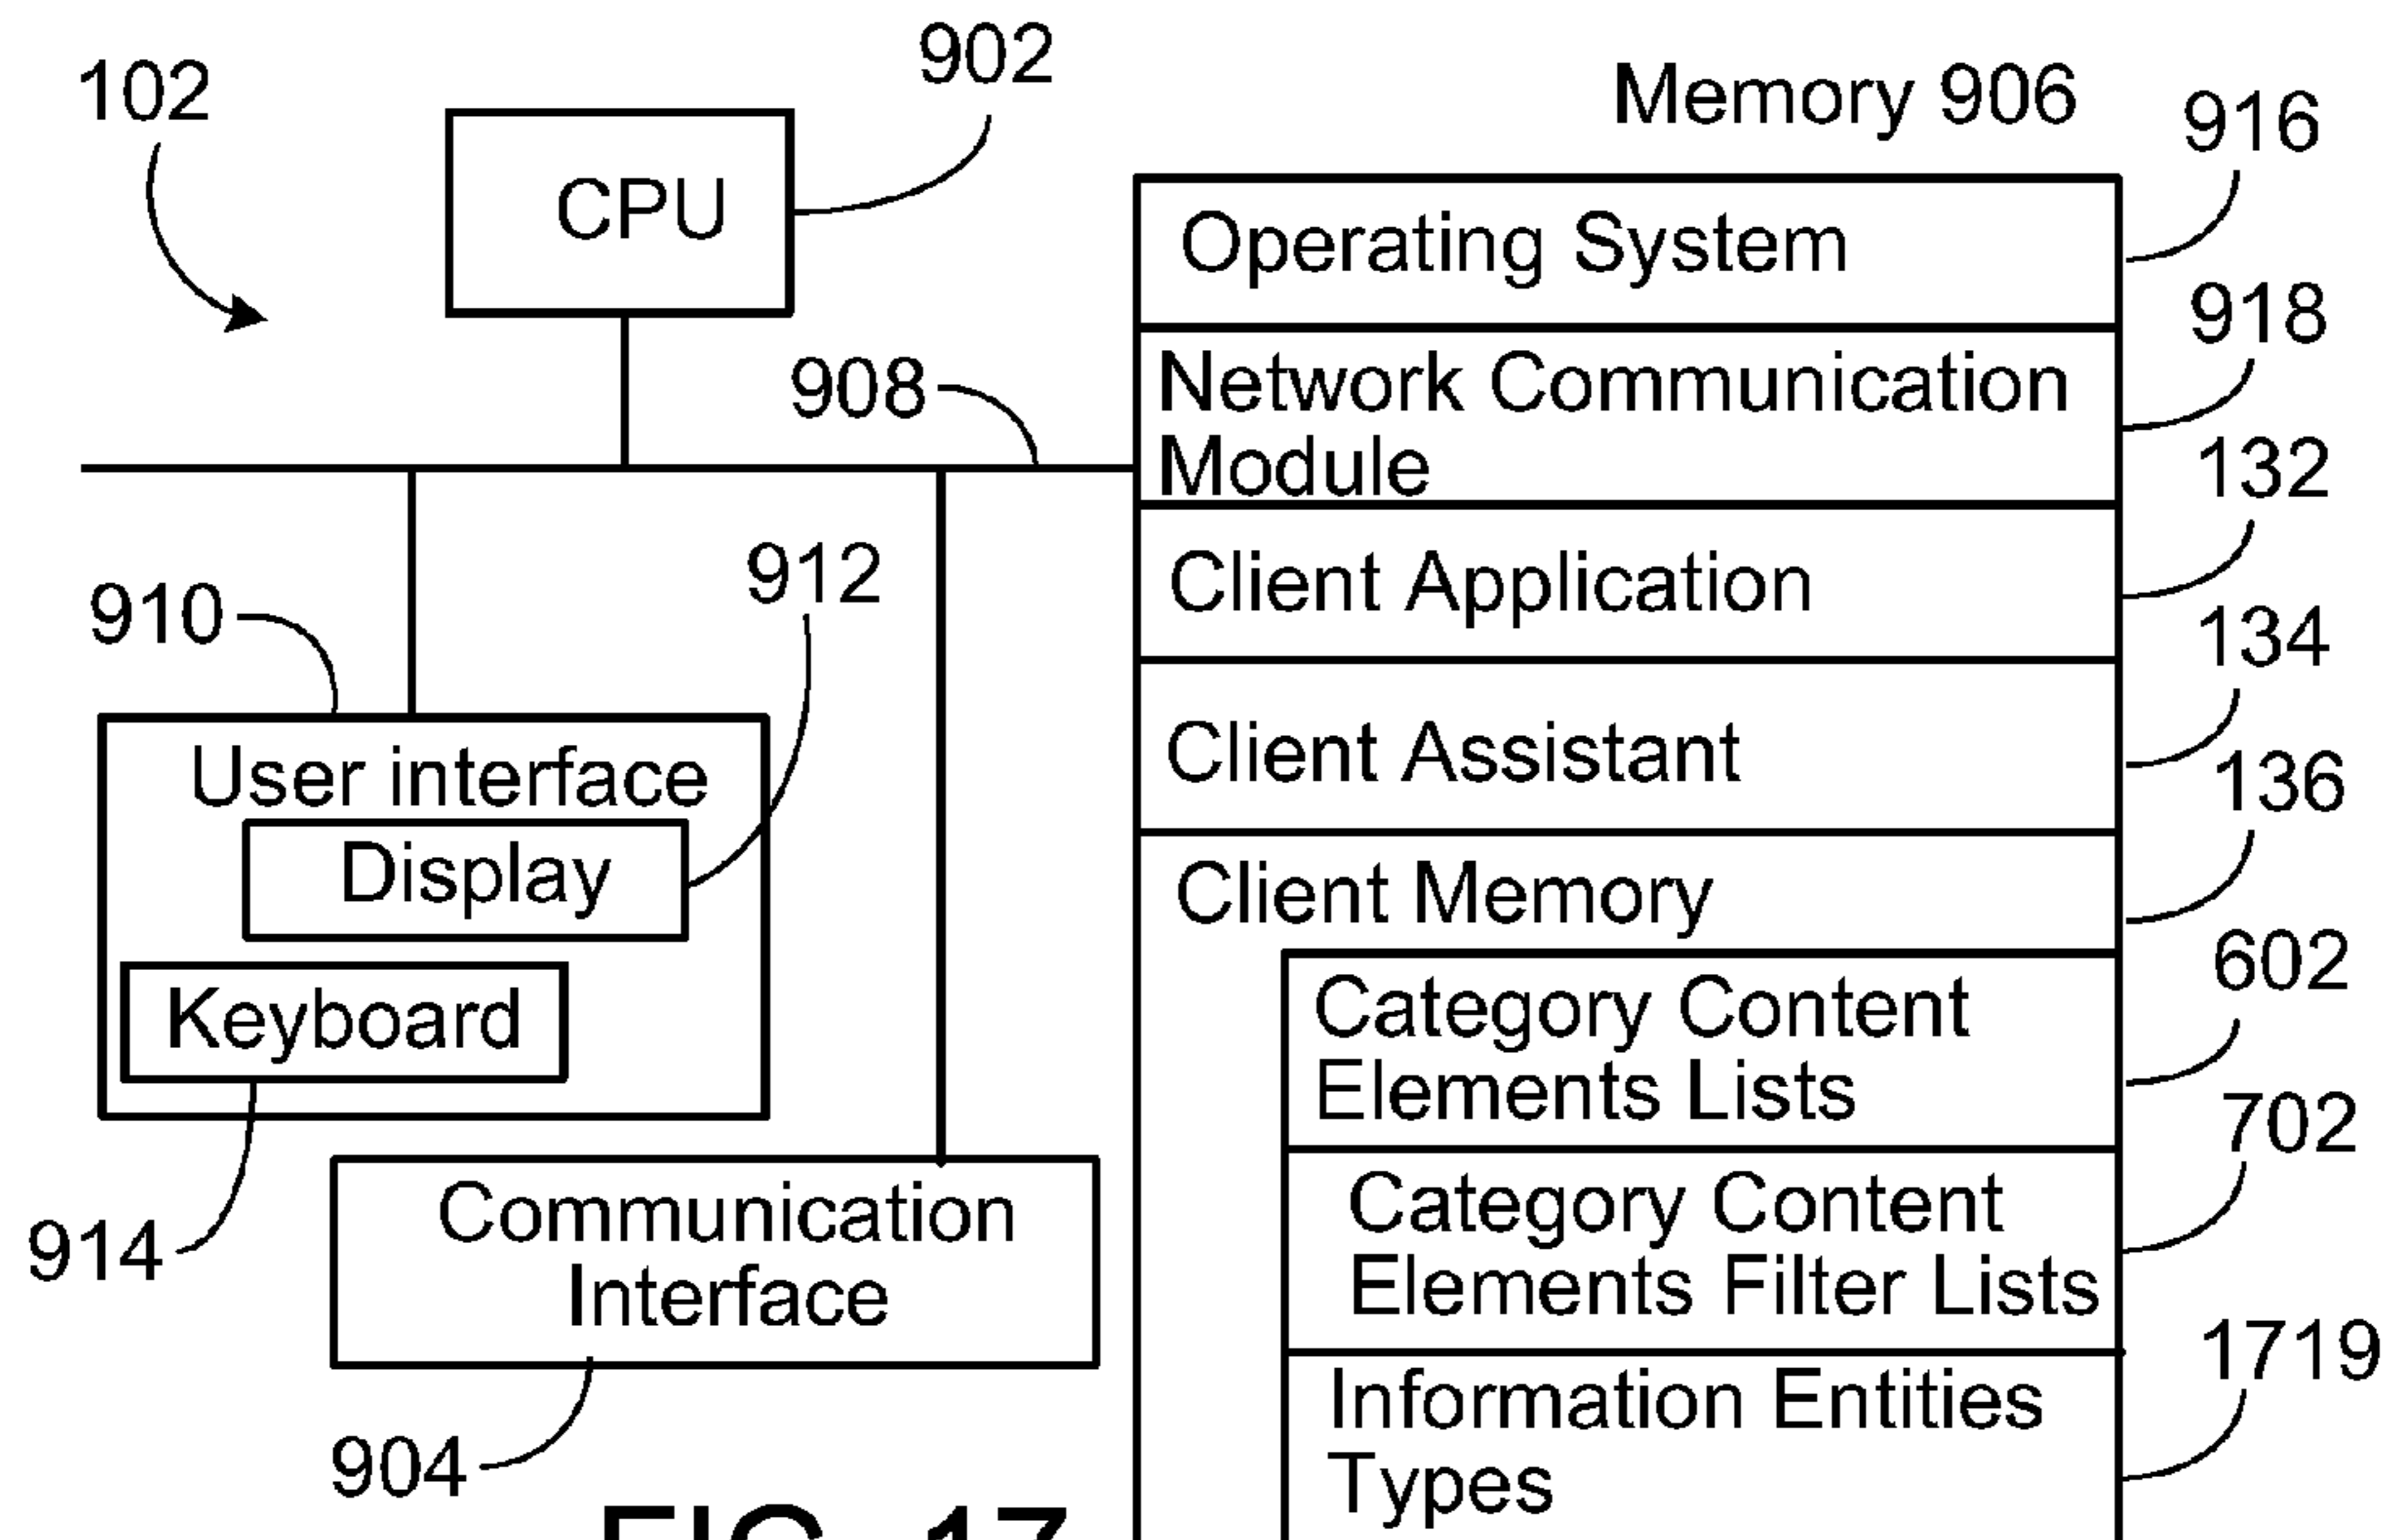 902
102
Memory 906
916
CPU
Operating System
918
908
Network Communication
Module
132
Client Application
912
910
134
Client Assistant
User interface
136
Display
Client Memory
602
Keyboard
Category Content
Elements Lists
702
Category Content
Elements Filter Lists
Communication
Interface
914
1719
Information Entities
Types
904
FIG. 17